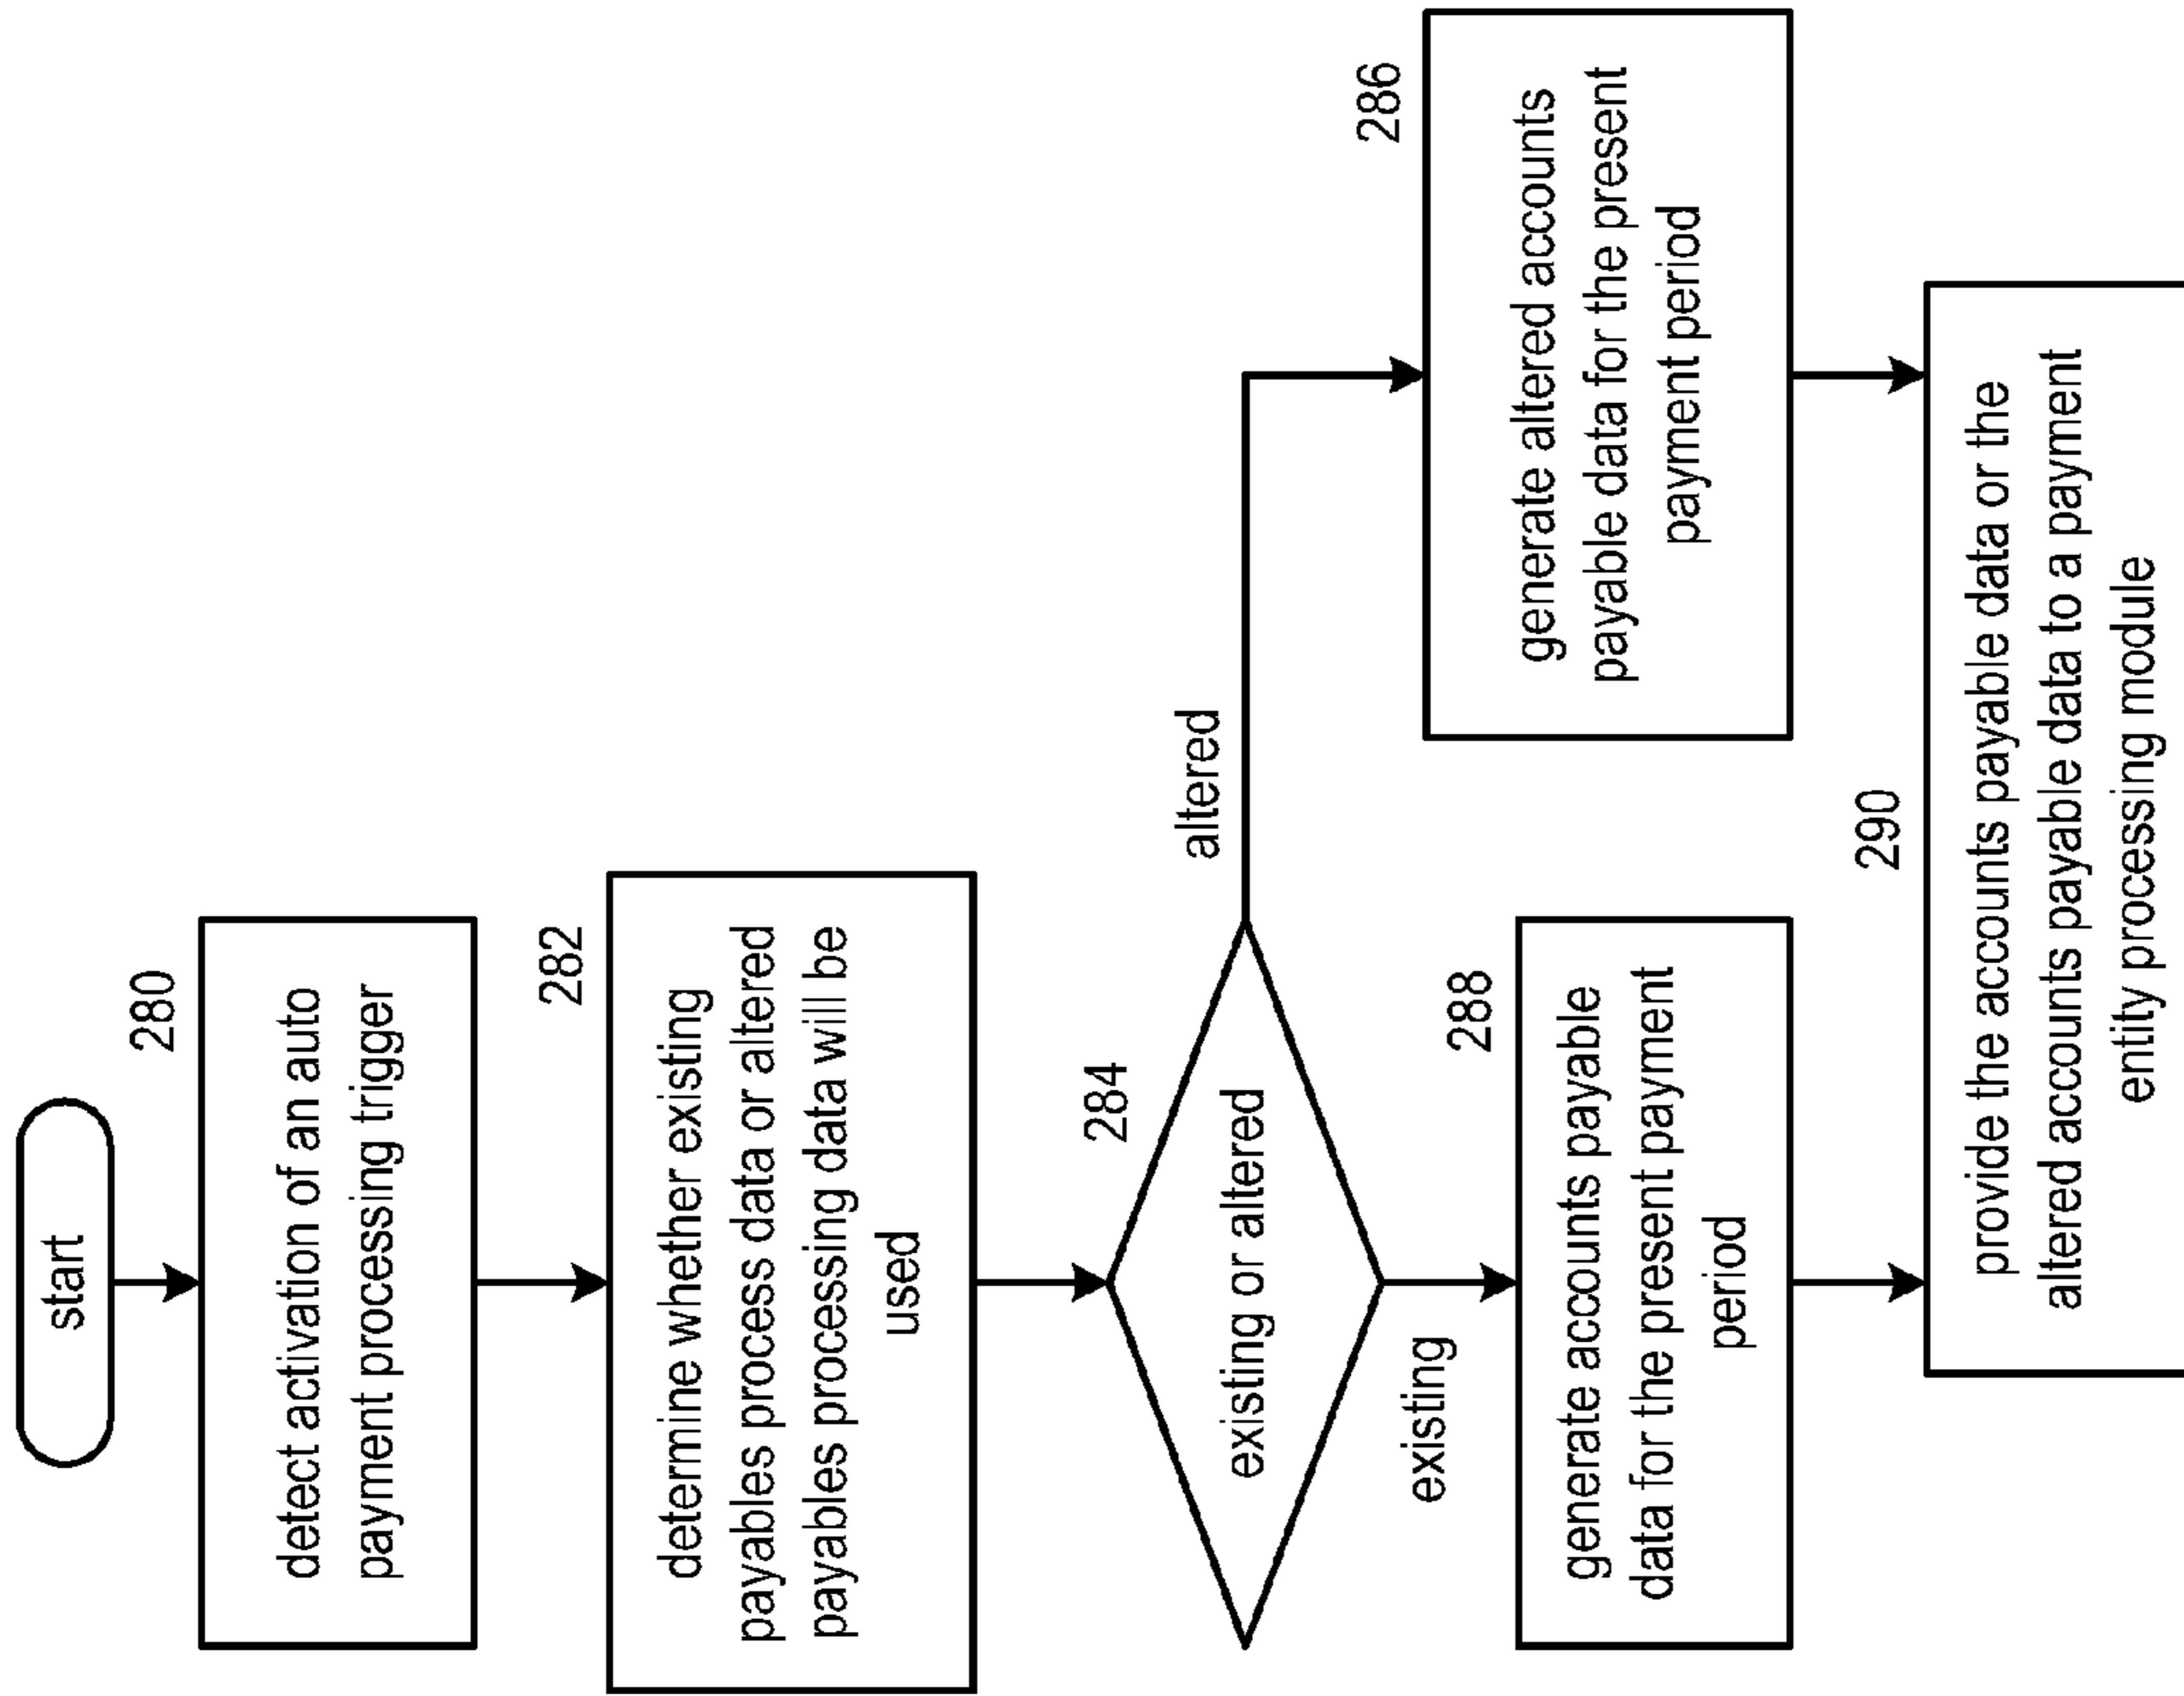 start
280
detect activation of an auto
payment processing trigger
282
determine whether existing
payables process data or altered
payables processing data will be
used
284
existing or altered
altered
existing
286
generate altered accounts
payable data for the present
payment period
288
generate accounts payable
data for the present payment
period
290
provide the accounts payable data or the
altered accounts payable data to a payment
entity processing module